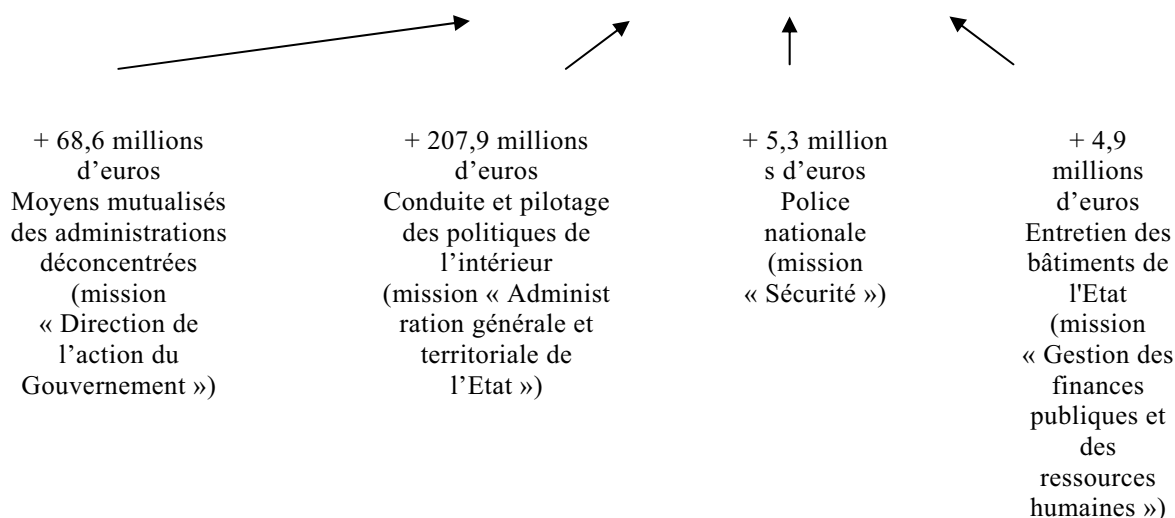 + 68,6 millions
d’euros
Moyens mutualisés
des administrations
déconcentrées
(mission
« Direction de
l’action du
Gouvernement »)
+ 207,9 millions
d’euros
Conduite et pilotage
des politiques de
l’intérieur
(mission « Administ
ration générale et
territoriale de
l’Etat »)
+ 5,3 million
s d’euros
Police
nationale
(mission
« Sécurité »)
+ 4,9
millions
d’euros
Entretien des
bâtiments de
l'Etat
(mission
« Gestion des
finances
publiques et
des
ressources
humaines »)